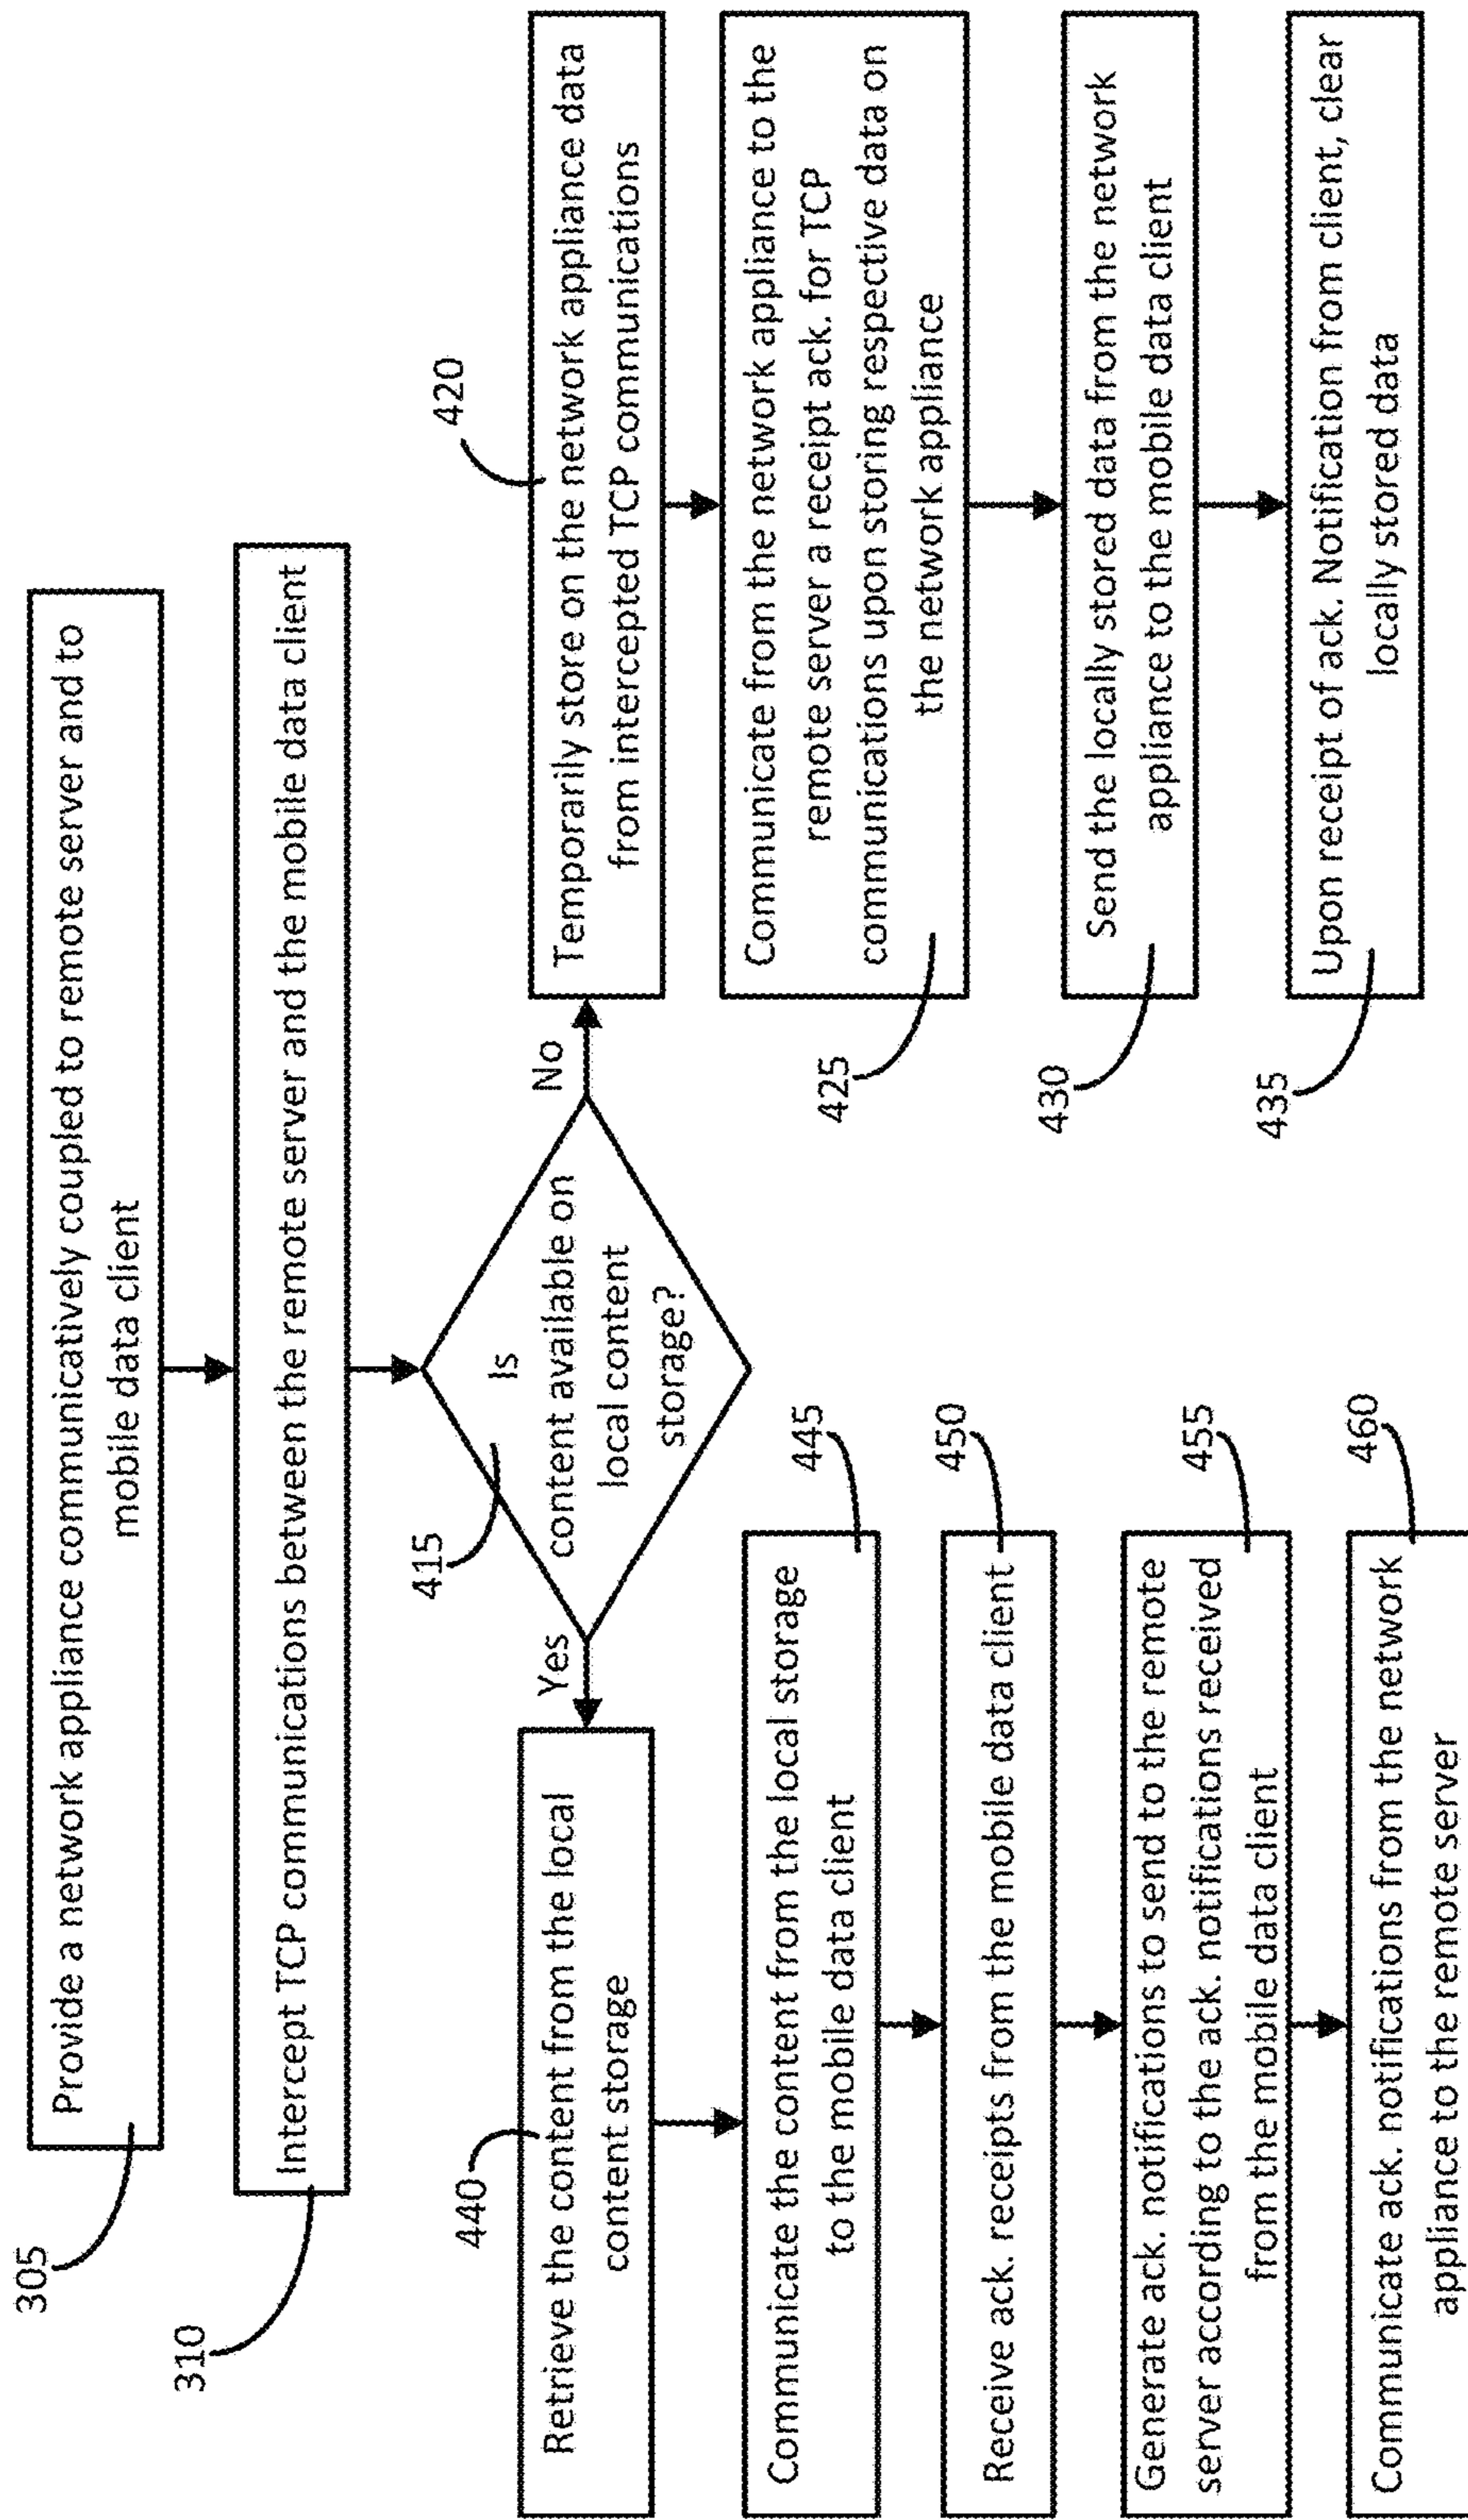 305
Provide a network appliance communicatively coupled to remote server and to
mobile data client
310
Intercept TCP communications between the remote server and the mobile data client
415
Is
content available on
local content
storage?
Yes
No
440
Retrieve the content from the local
content storage
445
Communicate the content from the local storage
to the mobile data client
450
Receive ack. receipts from the mobile data client
455
Generate ack. notifications to send to the remote
server according to the ack. notifications received
from the mobile data client
460
Communicate ack. notifications from the network
appliance to the remote server
420
Temporarily store on the network appliance data
from intercepted TCP communications
425
Communicate from the network appliance to the
remote server a receipt ack. for TCP
communications upon storing respective data on
the network appliance
430
Send the locally stored data from the network
appliance to the mobile data client
435
Upon receipt of ack. Notification from client, clear
locally stored data